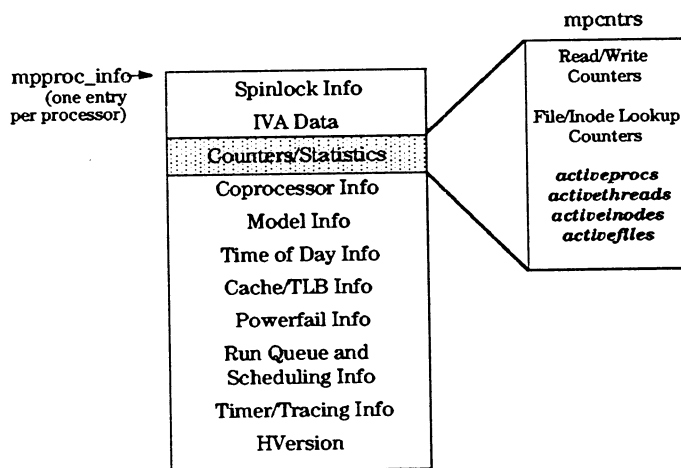 mpproc_info
(one entry
per processor)
Spinlock Info
IVA Data
Counters/Statistics
Coprocessor Info
Model Info
Time of Day Info
Cache/TLB Info
Powerfail Info
Run Queue and
Scheduling Info
Timer/Tracing Info
HVersion
mpcntrs
Read/Write
Counters
File/Inode Lookup
Counters
activeprocs
activethreads
activeinodes
activefiles